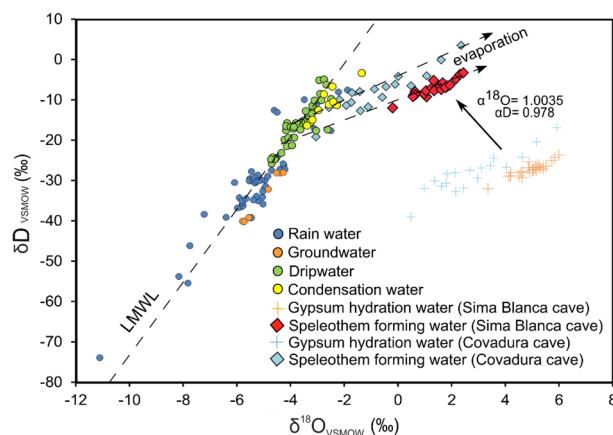 10
0
-10
-20
-30
-40
-50
-60
-70
-80
δD VSMOW (‰)
evaporation
α¹⁸O= 1.0035
αD= 0.978
LMWL
Rain water
Groundwater
Dripwater
Condensation water
Gypsum hydration water (Sima Blanca cave)
Speleothem forming water (Sima Blanca cave)
Gypsum hydration water (Covadura cave)
Speleothem forming water (Covadura cave)
-12 -10 -8 -6 -4 -2 0 2 4 6
δ¹⁸O VSMOW (‰)